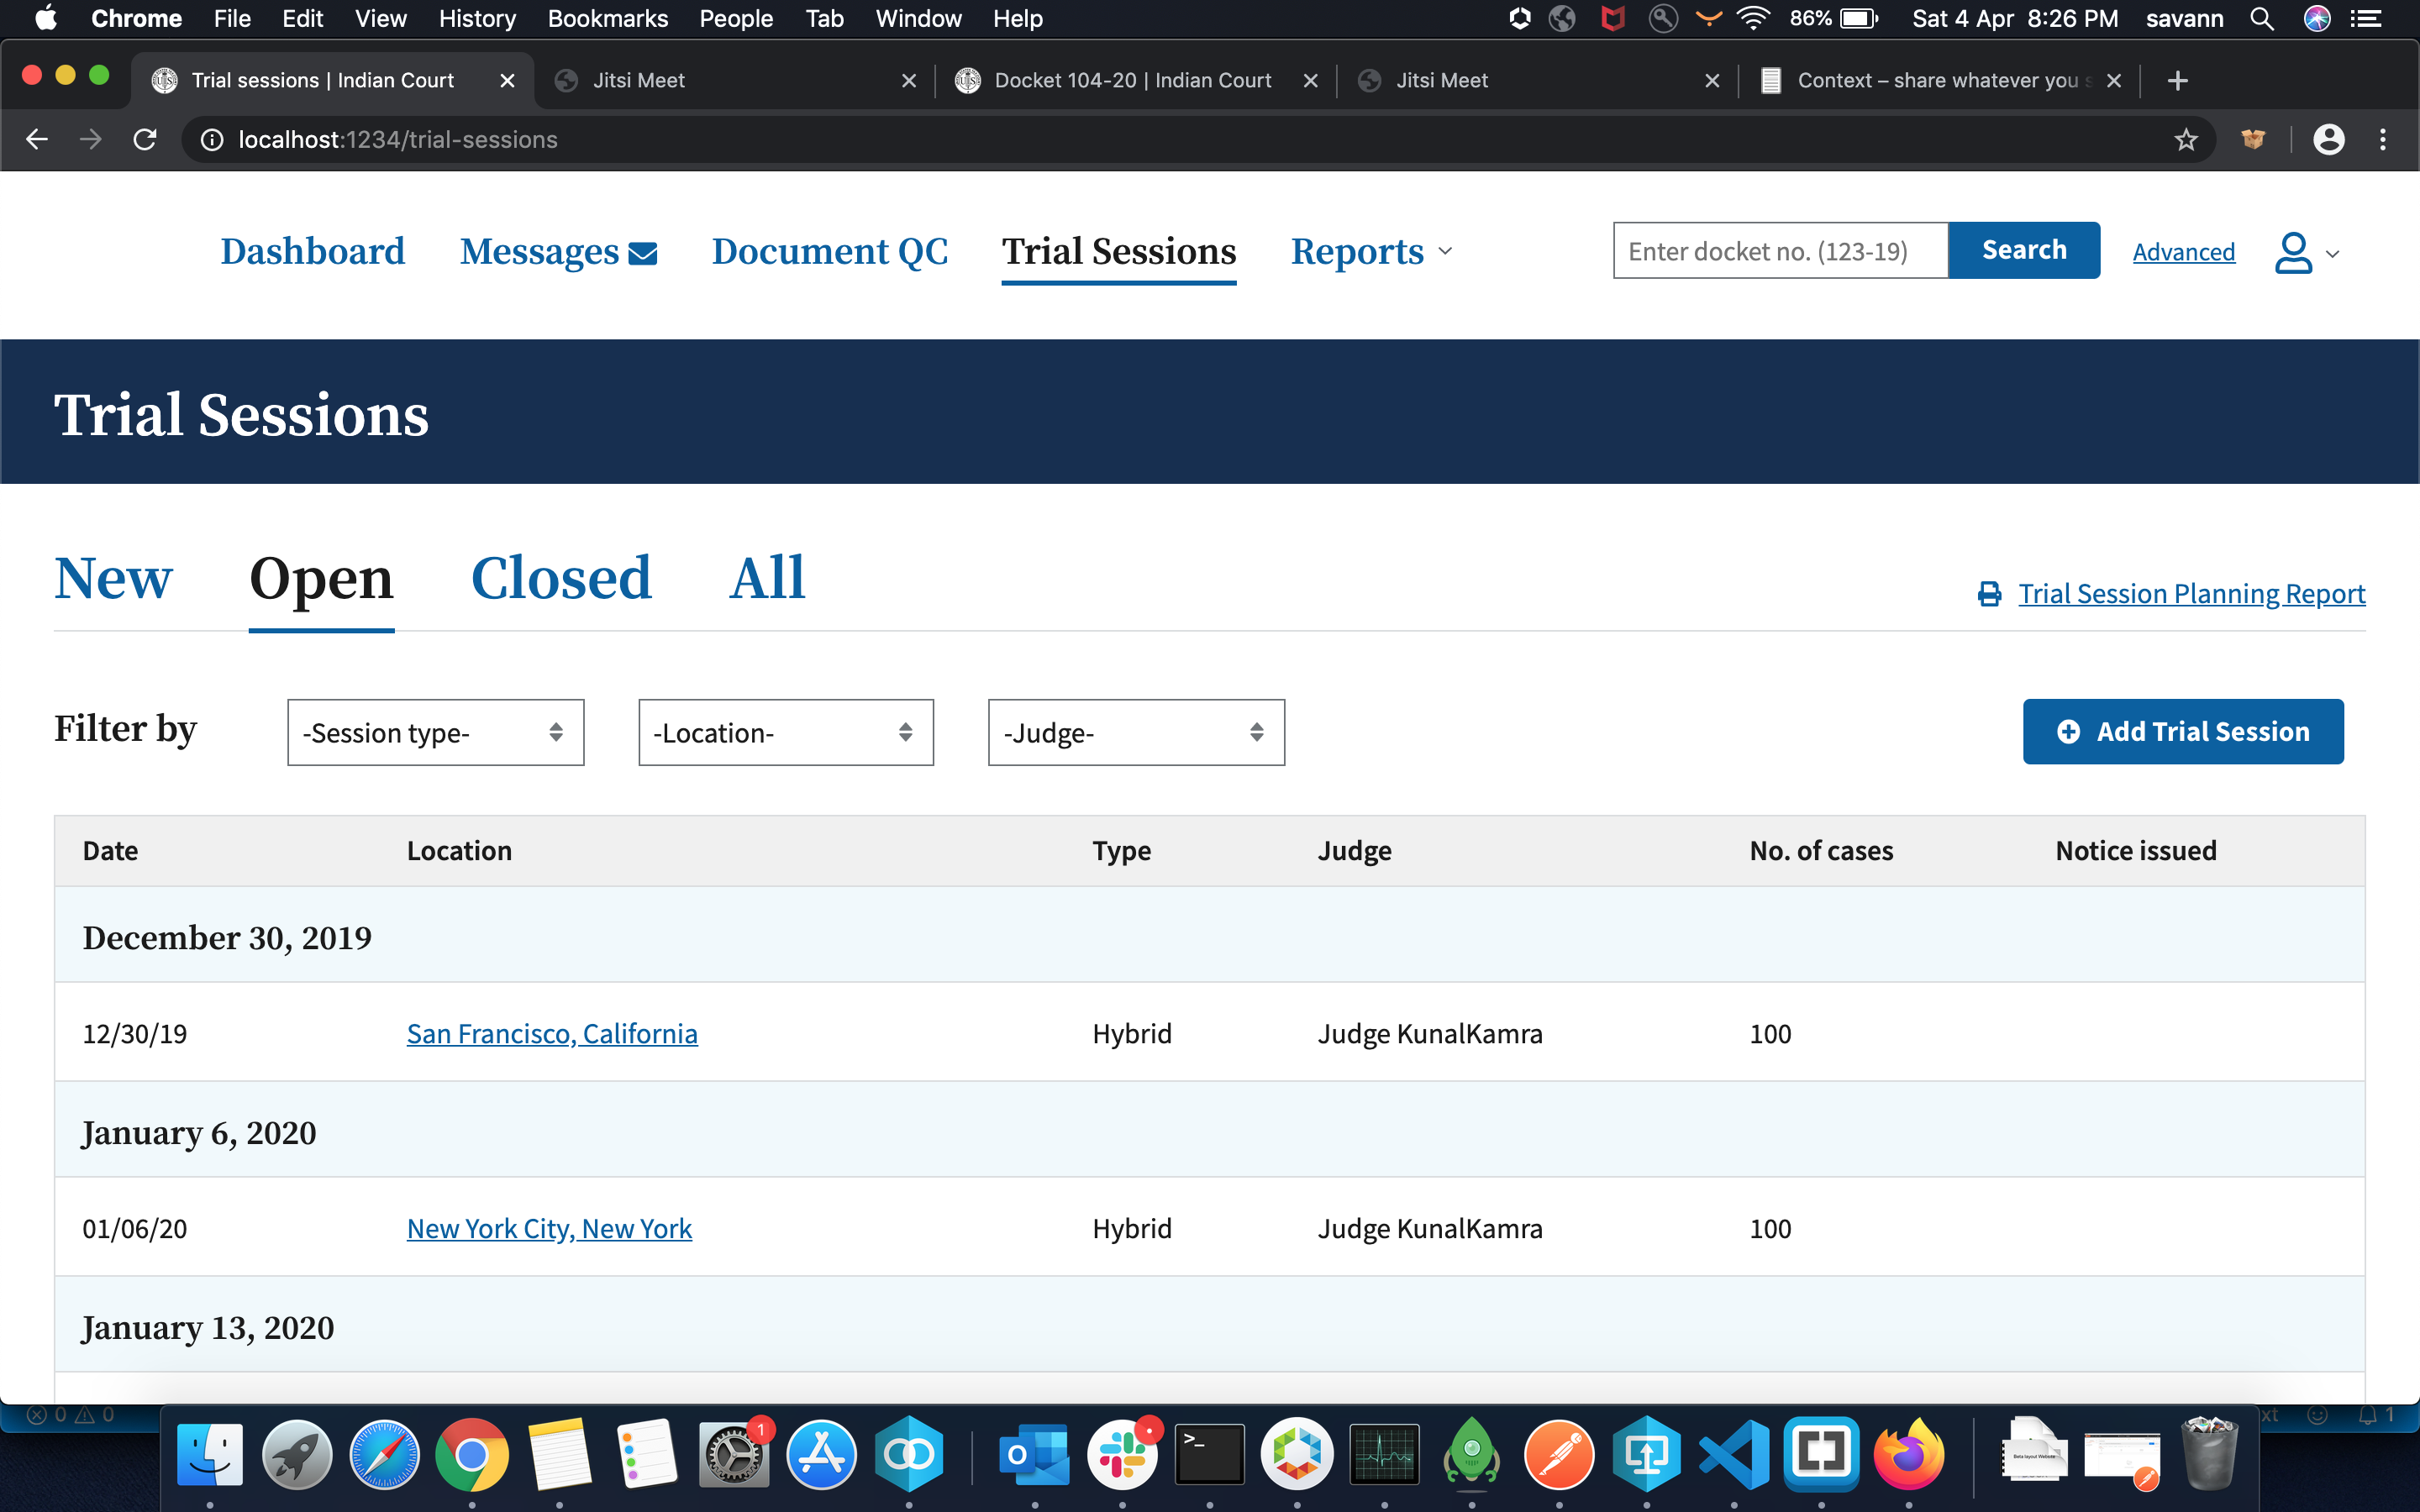 Chrome File Edit View History Bookmarks People Tab Window Help 86% Sat 4 Apr 8:26 PM savann
Trial sessions | Indian Court Jitsi Meet Docket 104-20 | Indian Court Jitsi Meet Context – share whatever you s
localhost:1234/trial-sessions
Dashboard Messages Document QC Trial Sessions Reports Enter docket no. (123-19) Search Advanced
Trial Sessions
New Open Closed All
Trial Session Planning Report
Filter by -Session type- -Location- -Judge- Add Trial Session
Date Location Type Judge No. of cases Notice issued
December 30, 2019
12/30/19 San Francisco, California Hybrid Judge KunalKamra 100
January 6, 2020
01/06/20 New York City, New York Hybrid Judge KunalKamra 100
January 13, 2020
0 0 xt 1
1